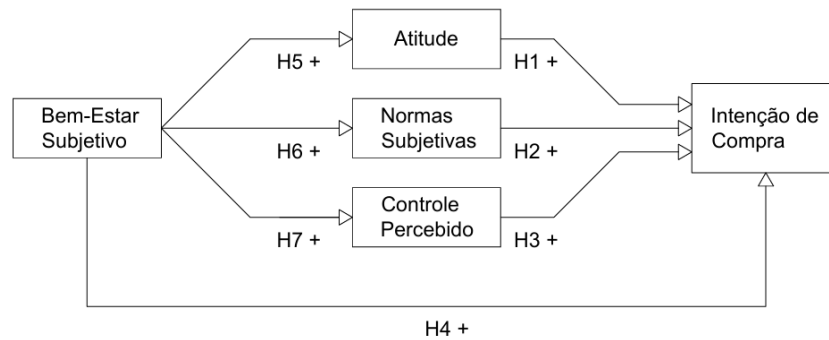 Atitude
H5 +
H1 +
Bem-Estar
Subjetivo
Normas
Subjetivas
Intenção de
Compra
H6 +
H2 +
Controle
Percebido
H7 +
H3 +
H4 +